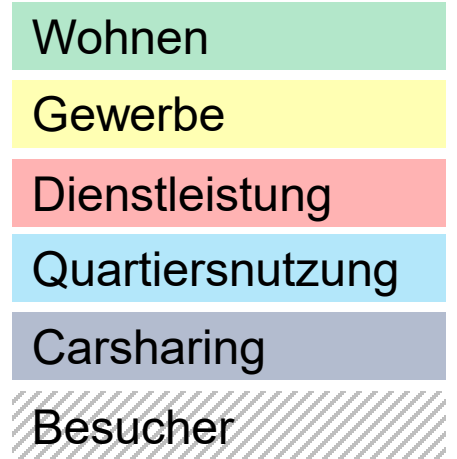 Wohnen
Gewerbe
Dienstleistung
Quartiersnutzung
Carsharing
Besucher